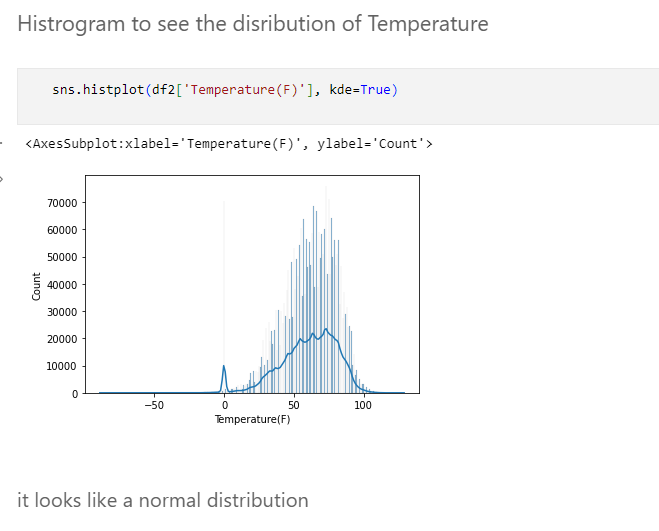 Histrogram to see the disribution of Temperature
sns.histplot(df2['Temperature(F)'], kde=True)
<AxesSubplot:xlabel='Temperature(F)', ylabel='Count'>
70000
60000
50000
40000
30000
20000
10000
0
Count
−50 0 50 100
Temperature(F)
it looks like a normal distribution